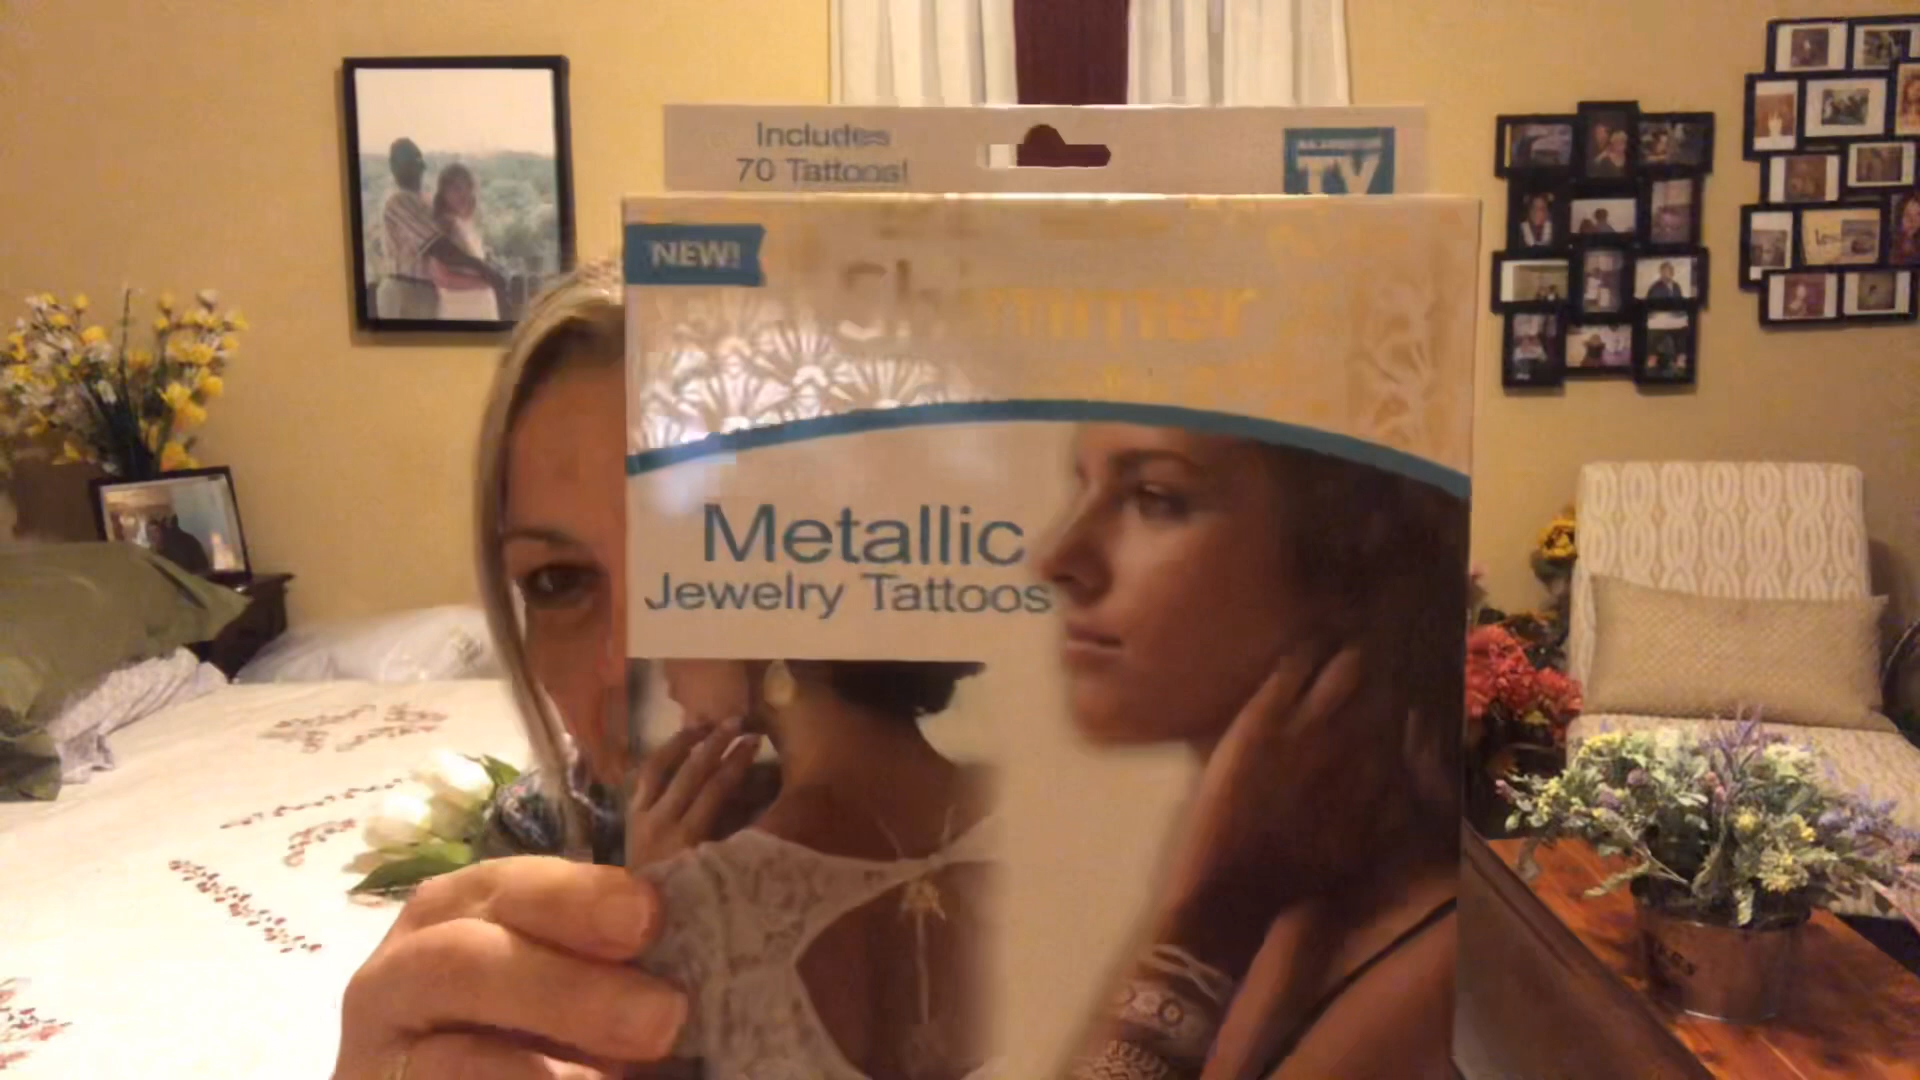 Includes
70 Tattoos!
TV
NEW!
Shimmer
Metallic
Jewelry Tattoos